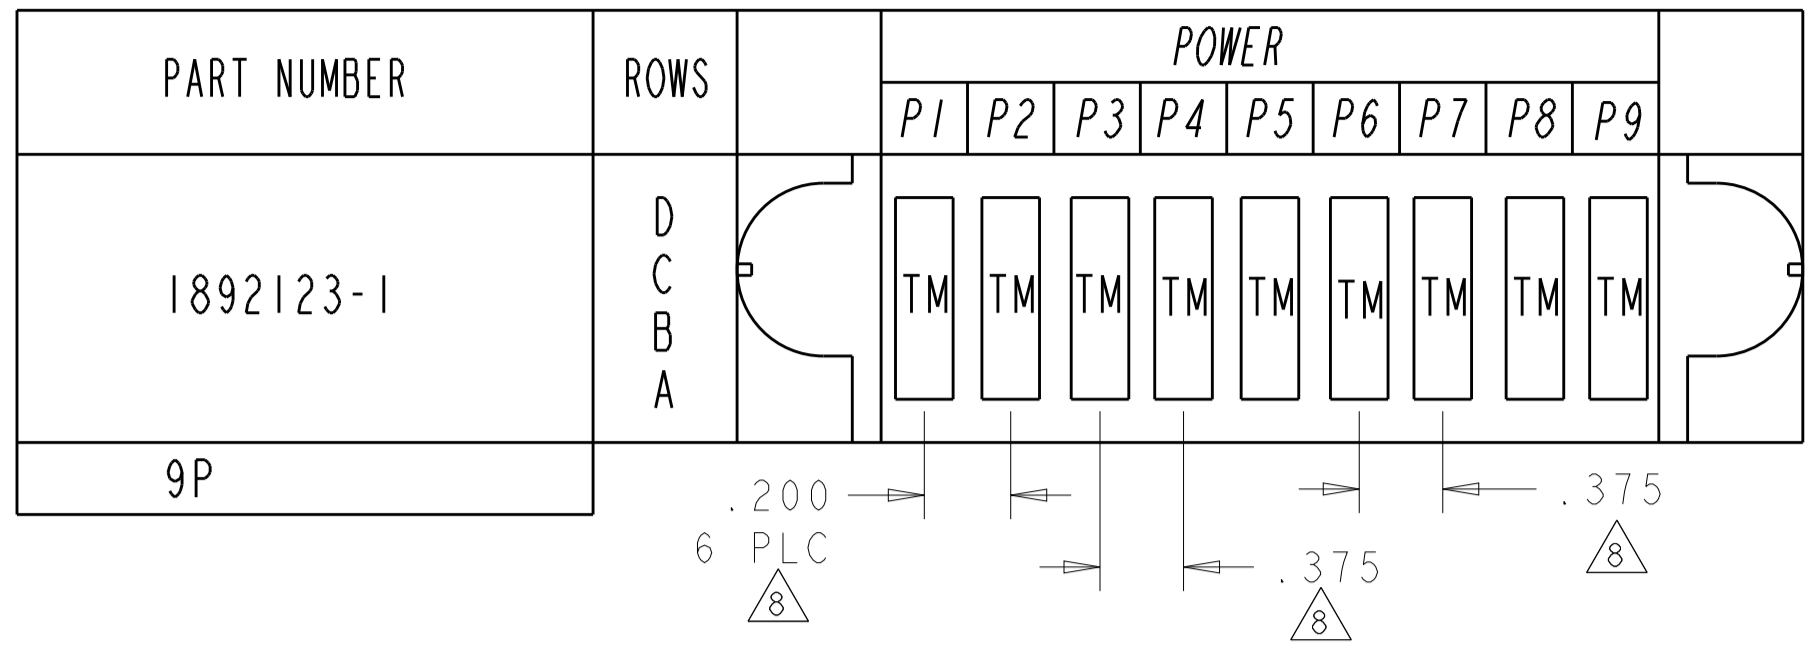 PART NUMBER ROWS POWER
P1 P2 P3 P4 P5 P6 P7 P8 P9
1892123-1
D
C
B
A
TM TM TM TM TM TM TM TM TM
9P
.200
6 PLC
8
.375
8
.375
8